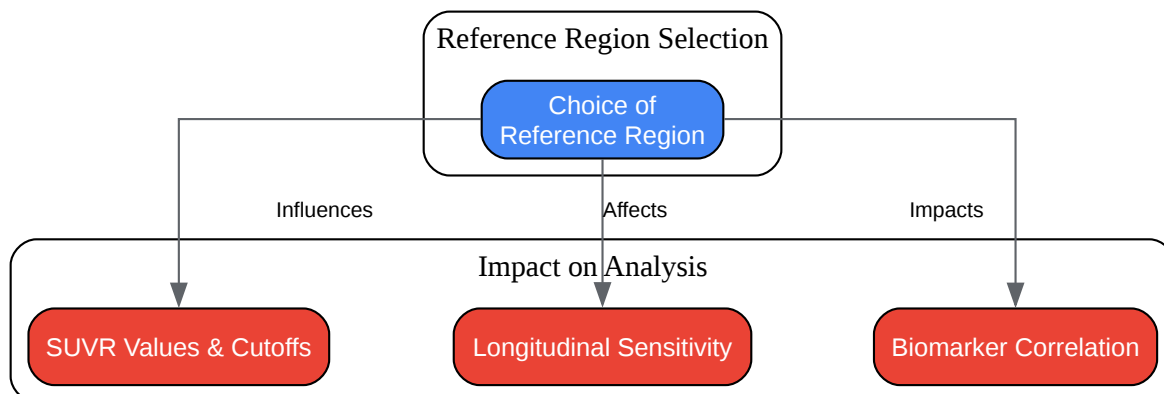 Reference Region Selection
Choice of
Reference Region
Influences
Affects
Impacts
Impact on Analysis
SUVR Values & Cutoffs
Longitudinal Sensitivity
Biomarker Correlation